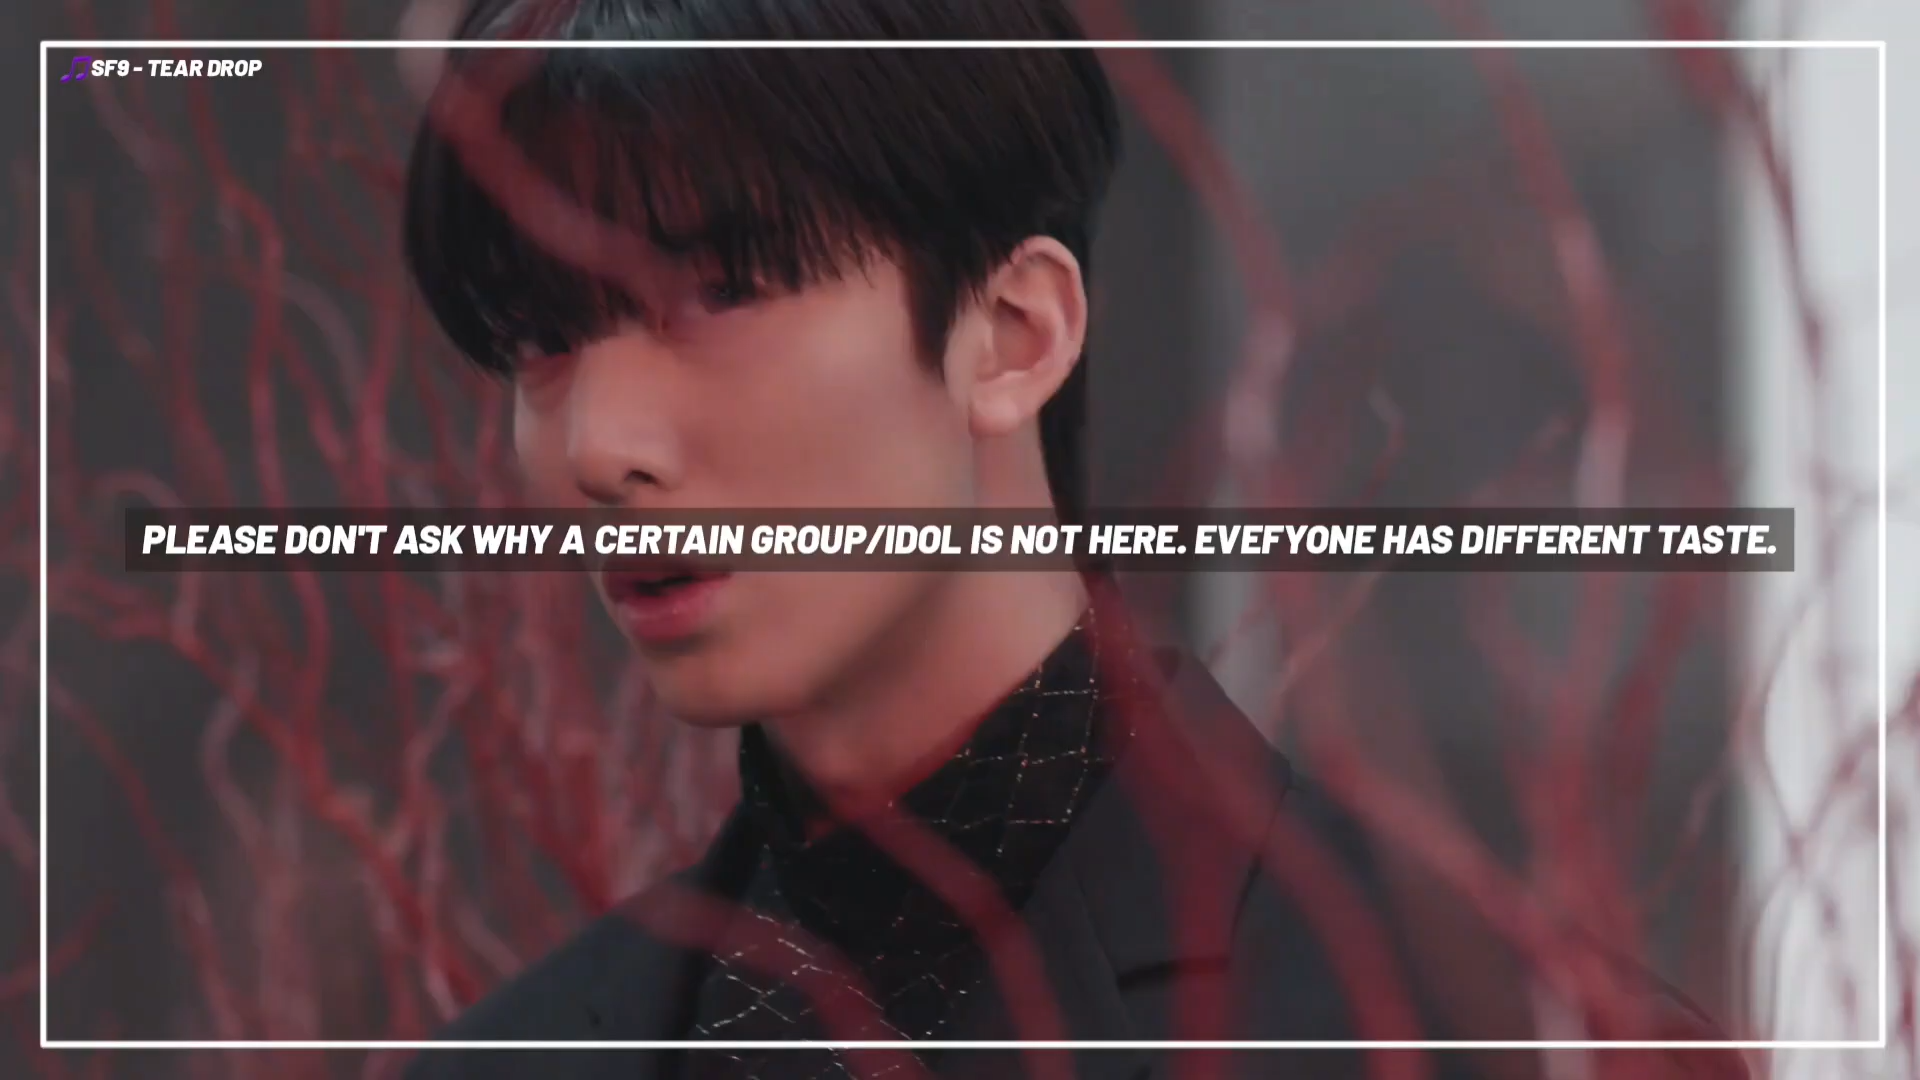 🎵SF9 - TEAR DROP
PLEASE DON'T ASK WHY A CERTAIN GROUP/IDOL IS NOT HERE. EVEFYONE HAS DIFFERENT TASTE.